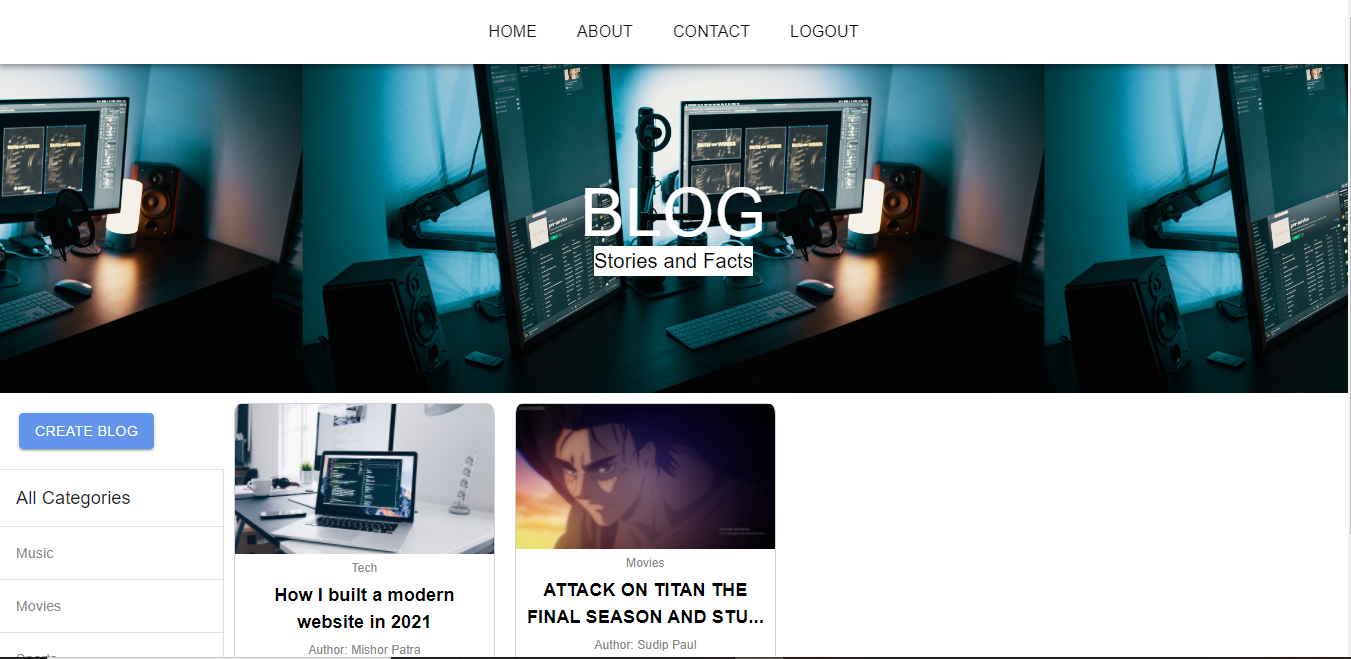 HOME ABOUT CONTACT LOGOUT
BLOG
Stories and Facts
CREATE BLOG
All Categories
Music
Movies
Sports
Tech
How I built a modern
website in 2021
Author: Mishor Patra
Movies
ATTACK ON TITAN THE
FINAL SEASON AND STU...
Author: Sudip Paul